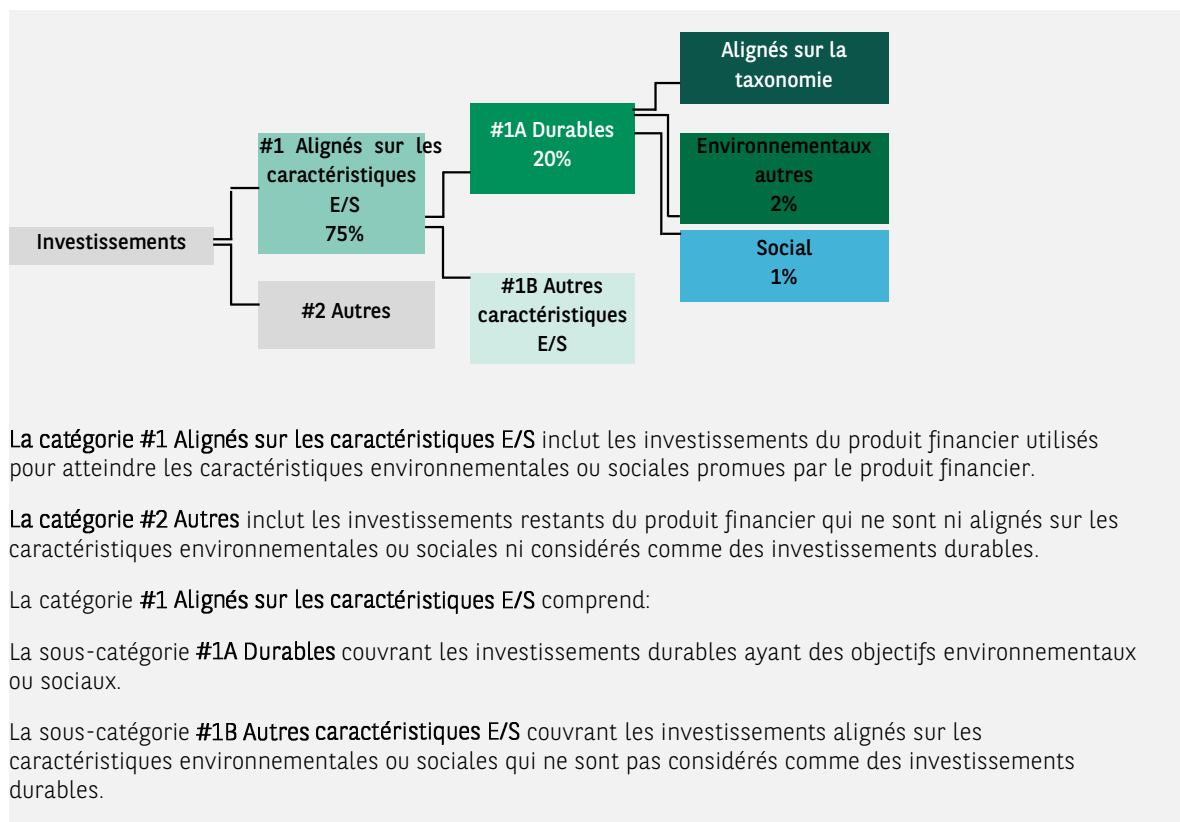 Alignés sur la
taxonomie
#1A Durables
20%
#1 Alignés sur les
caractéristiques
E/S
75%
Environnementaux
autres
2%
Investissements
Social
1%
#2 Autres
#1B Autres
caractéristiques
E/S
La catégorie #1 Alignés sur les caractéristiques E/S inclut les investissements du produit financier utilisés
pour atteindre les caractéristiques environnementales ou sociales promues par le produit financier.
La catégorie #2 Autres inclut les investissements restants du produit financier qui ne sont ni alignés sur les
caractéristiques environnementales ou sociales ni considérés comme des investissements durables.
La catégorie #1 Alignés sur les caractéristiques E/S comprend:
La sous-catégorie #1A Durables couvrant les investissements durables ayant des objectifs environnementaux
ou sociaux.
La sous-catégorie #1B Autres caractéristiques E/S couvrant les investissements alignés sur les
caractéristiques environnementales ou sociales qui ne sont pas considérés comme des investissements
durables.